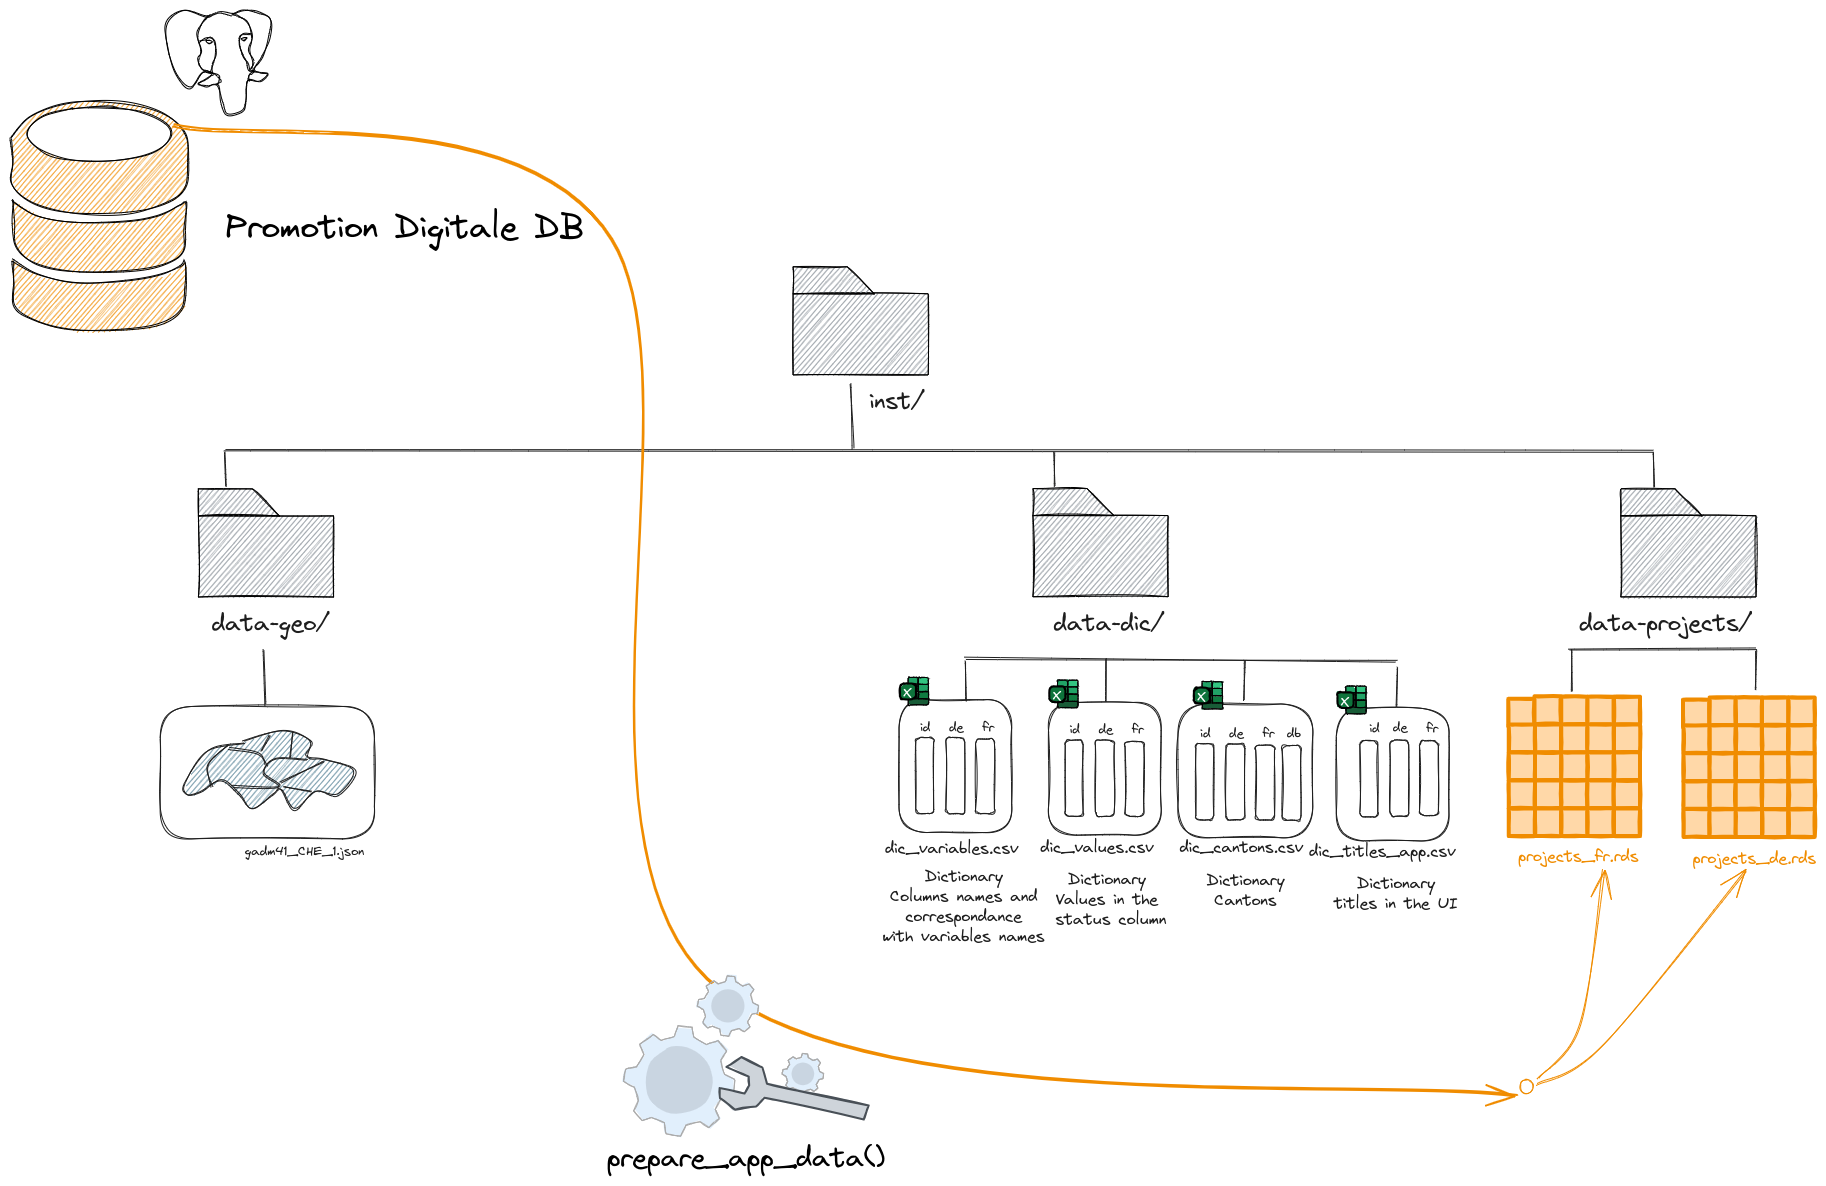 Promotion Digitale DB
inst/
data-geo/
data-dic/
data-projects/
id de fr
id de fr
id de fr db
id de fr
gadm41_CHE_1.json
dic_variables.csv
dic_values.csv
dic_cantons.csv
dic_titles_app.csv
projects_fr.rds
projects_de.rds
Dictionary
Columns names and
correspondance
with variables names
Dictionary
Values in the
status column
Dictionary
Cantons
Dictionary
titles in the UI
prepare_app_data()